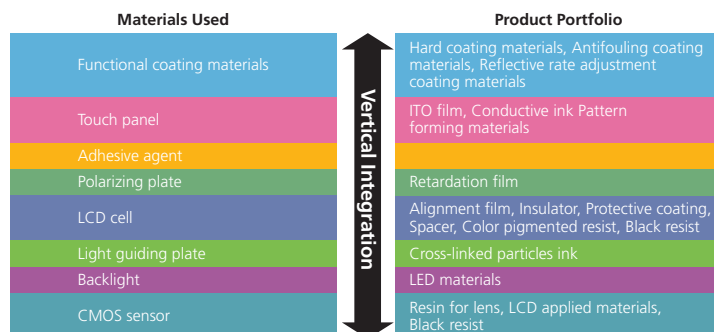 Materials Used
Product Portfolio
Functional coating materials
Hard coating materials, Antifouling coating
materials, Reflective rate adjustment
coating materials
Touch panel
ITO film, Conductive ink Pattern
forming materials
Adhesive agent
Polarizing plate
Retardation film
LCD cell
Alignment film, Insulator, Protective coating,
Spacer, Color pigmented resist, Black resist
Light guiding plate
Cross-linked particles ink
Backlight
LED materials
CMOS sensor
Resin for lens, LCD applied materials,
Black resist
Vertical Integration